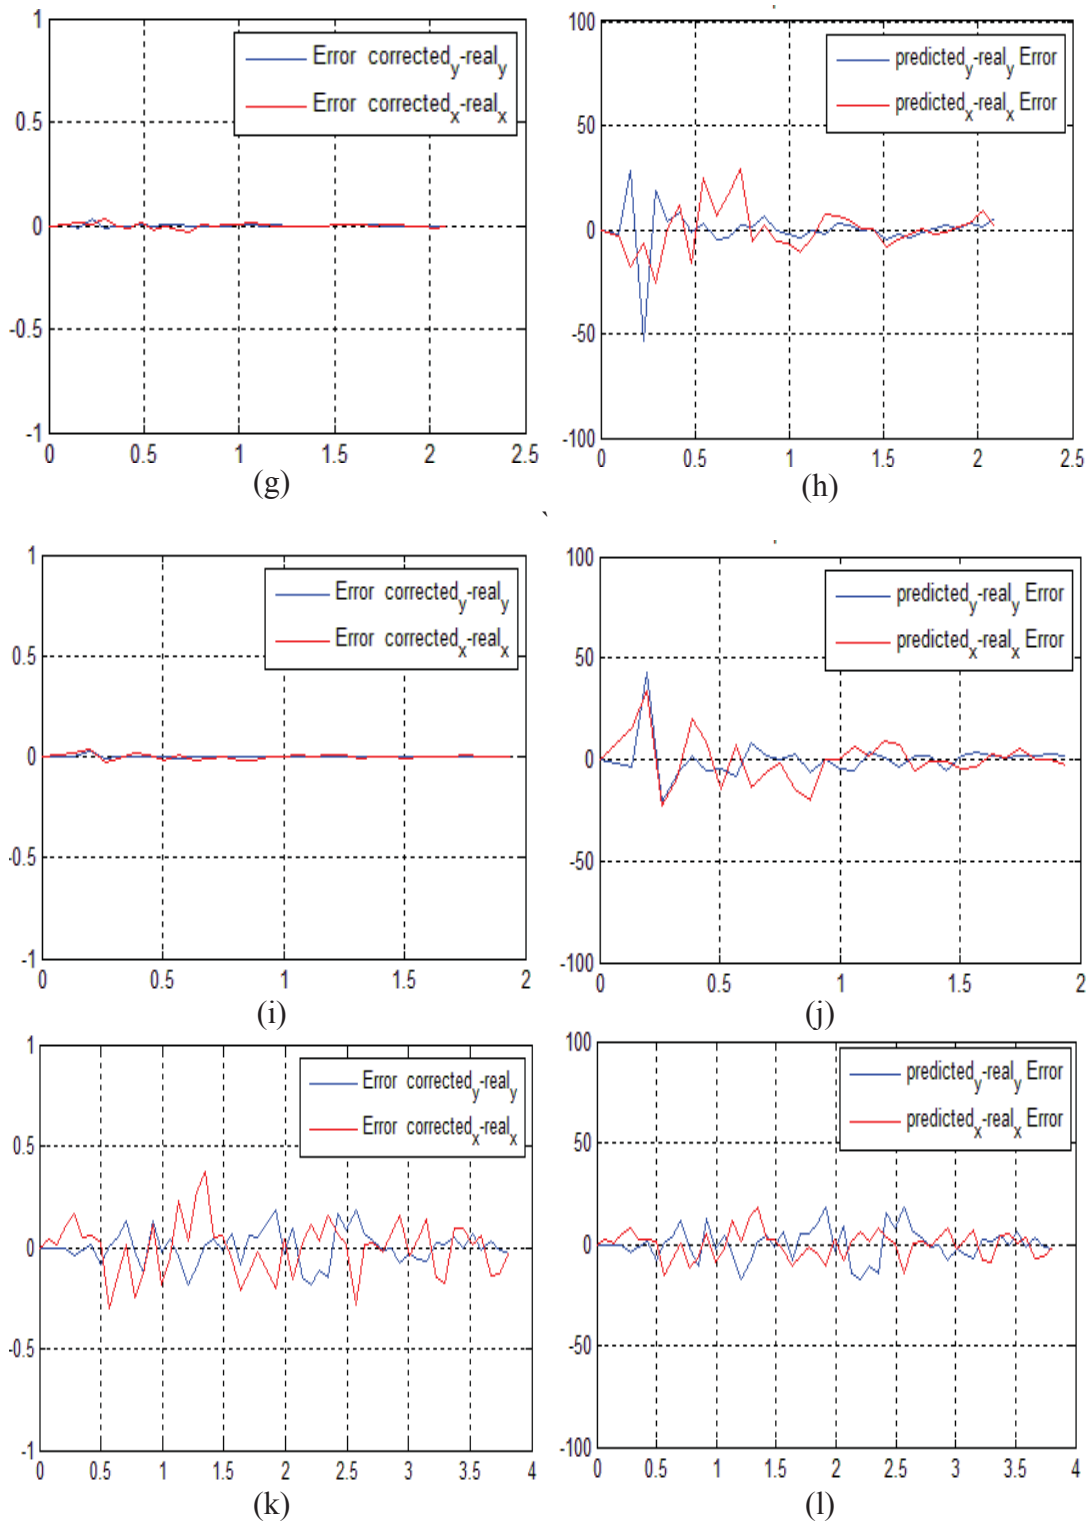 1
0.5
0
-0.5
-1
0 0.5 1 1.5 2 2.5
Error corrected_y-real_y
Error corrected_x-real_x
(g)
100
50
0
-50
-100
0 0.5 1 1.5 2 2.5
predicted_y-real_y Error
predicted_x-real_x Error
(h)
1
0.5
0
-0.5
-1
0 0.5 1 1.5 2
Error corrected_y-real_y
Error corrected_x-real_x
(i)
100
50
0
-50
-100
0.5 1 1.5 2
predicted_y-real_y Error
predicted_x-real_x Error
(j)
1
0.5
0
-0.5
-1
0 0.5 1 1.5 2 2.5 3 3.5 4
Error corrected_y-real_y
Error corrected_x-real_x
(k)
100
50
0
-50
-100
0 0.5 1 1.5 2 2.5 3 3.5 4
predicted_y-real_y Error
predicted_x-real_x Error
(l)